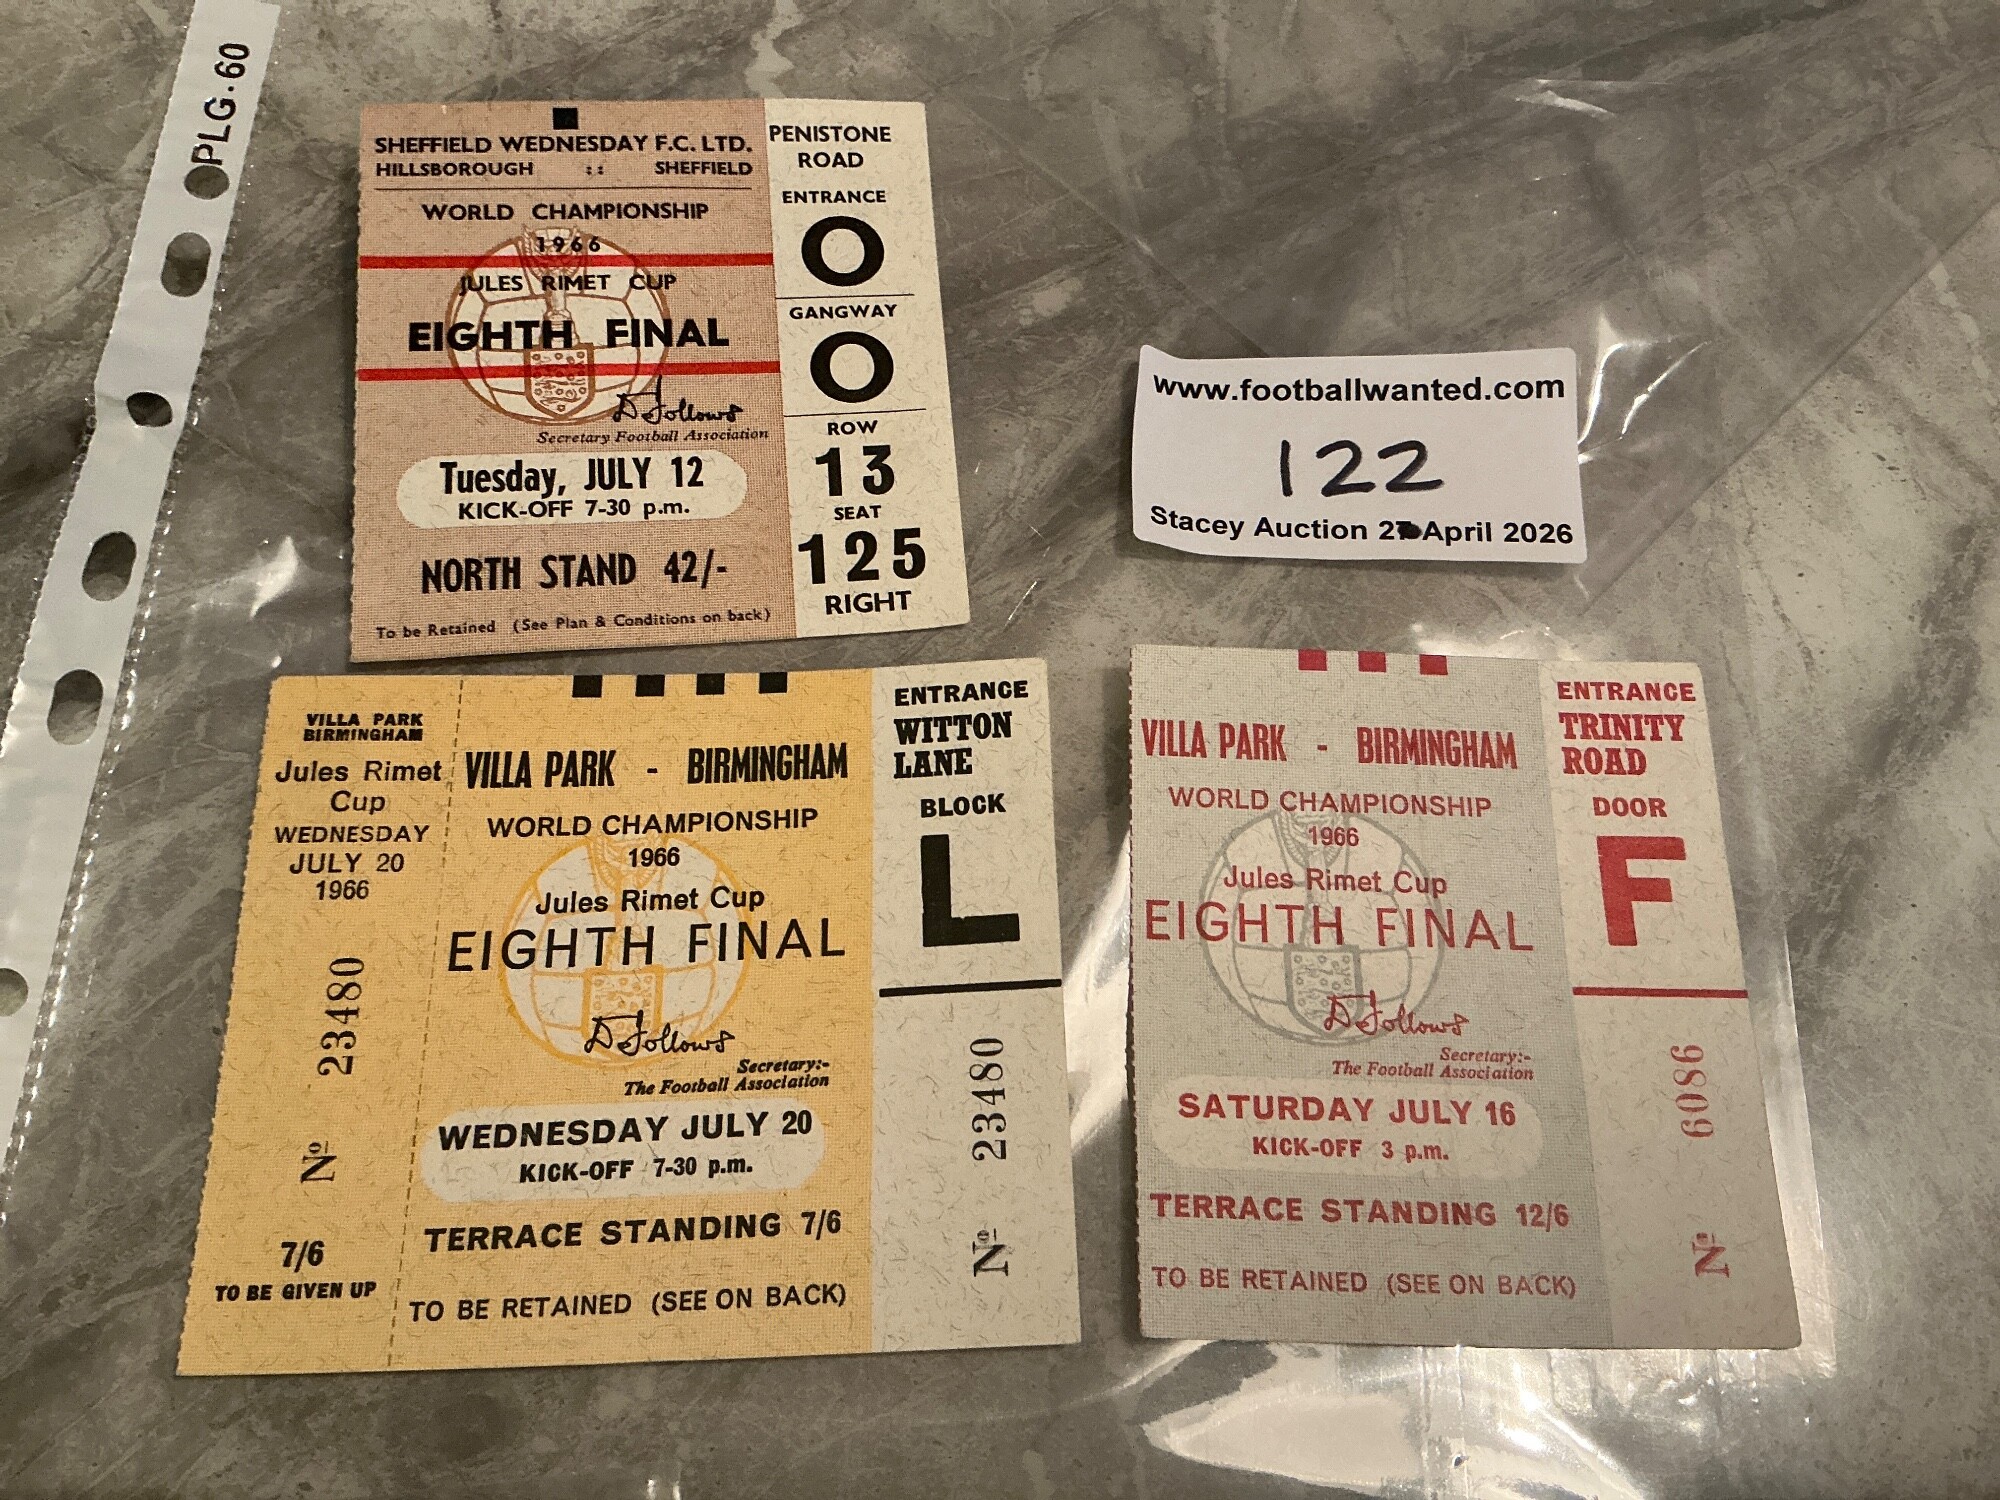 PLG.60
SHEFFIELD WEDNESDAY F.C. LTD.
HILLSBOROUGH :: SHEFFIELD
WORLD CHAMPIONSHIP
1966
JULES RIMET CUP
EIGHTH FINAL
D Follows
Secretary Football Association
Tuesday, JULY 12
KICK-OFF 7-30 p.m.
NORTH STAND 42/-
To be Retained (See Plan & Conditions on back)
PENISTONE
ROAD
ENTRANCE
O
GANGWAY
O
ROW
13
SEAT
125
RIGHT
www.footballwanted.com
122
Stacey Auction 27 April 2026
VILLA PARK
BIRMINGHAM
Jules Rimet
Cup
WEDNESDAY
JULY 20
1966
Nº 23480
7/6
TO BE GIVEN UP
VILLA PARK - BIRMINGHAM
WORLD CHAMPIONSHIP
1966
Jules Rimet Cup
EIGHTH FINAL
D Follows
Secretary:-
The Football Association
WEDNESDAY JULY 20
KICK-OFF 7-30 p.m.
TERRACE STANDING 7/6
TO BE RETAINED (SEE ON BACK)
ENTRANCE
WITTON
LANE
BLOCK
L
Nº 23480
VILLA PARK - BIRMINGHAM
WORLD CHAMPIONSHIP
1966
Jules Rimet Cup
EIGHTH FINAL
D Follows
Secretary:-
The Football Association
SATURDAY JULY 16
KICK-OFF 3 p.m.
TERRACE STANDING 12/6
TO BE RETAINED (SEE ON BACK)
ENTRANCE
TRINITY
ROAD
DOOR
F
Nº 6086